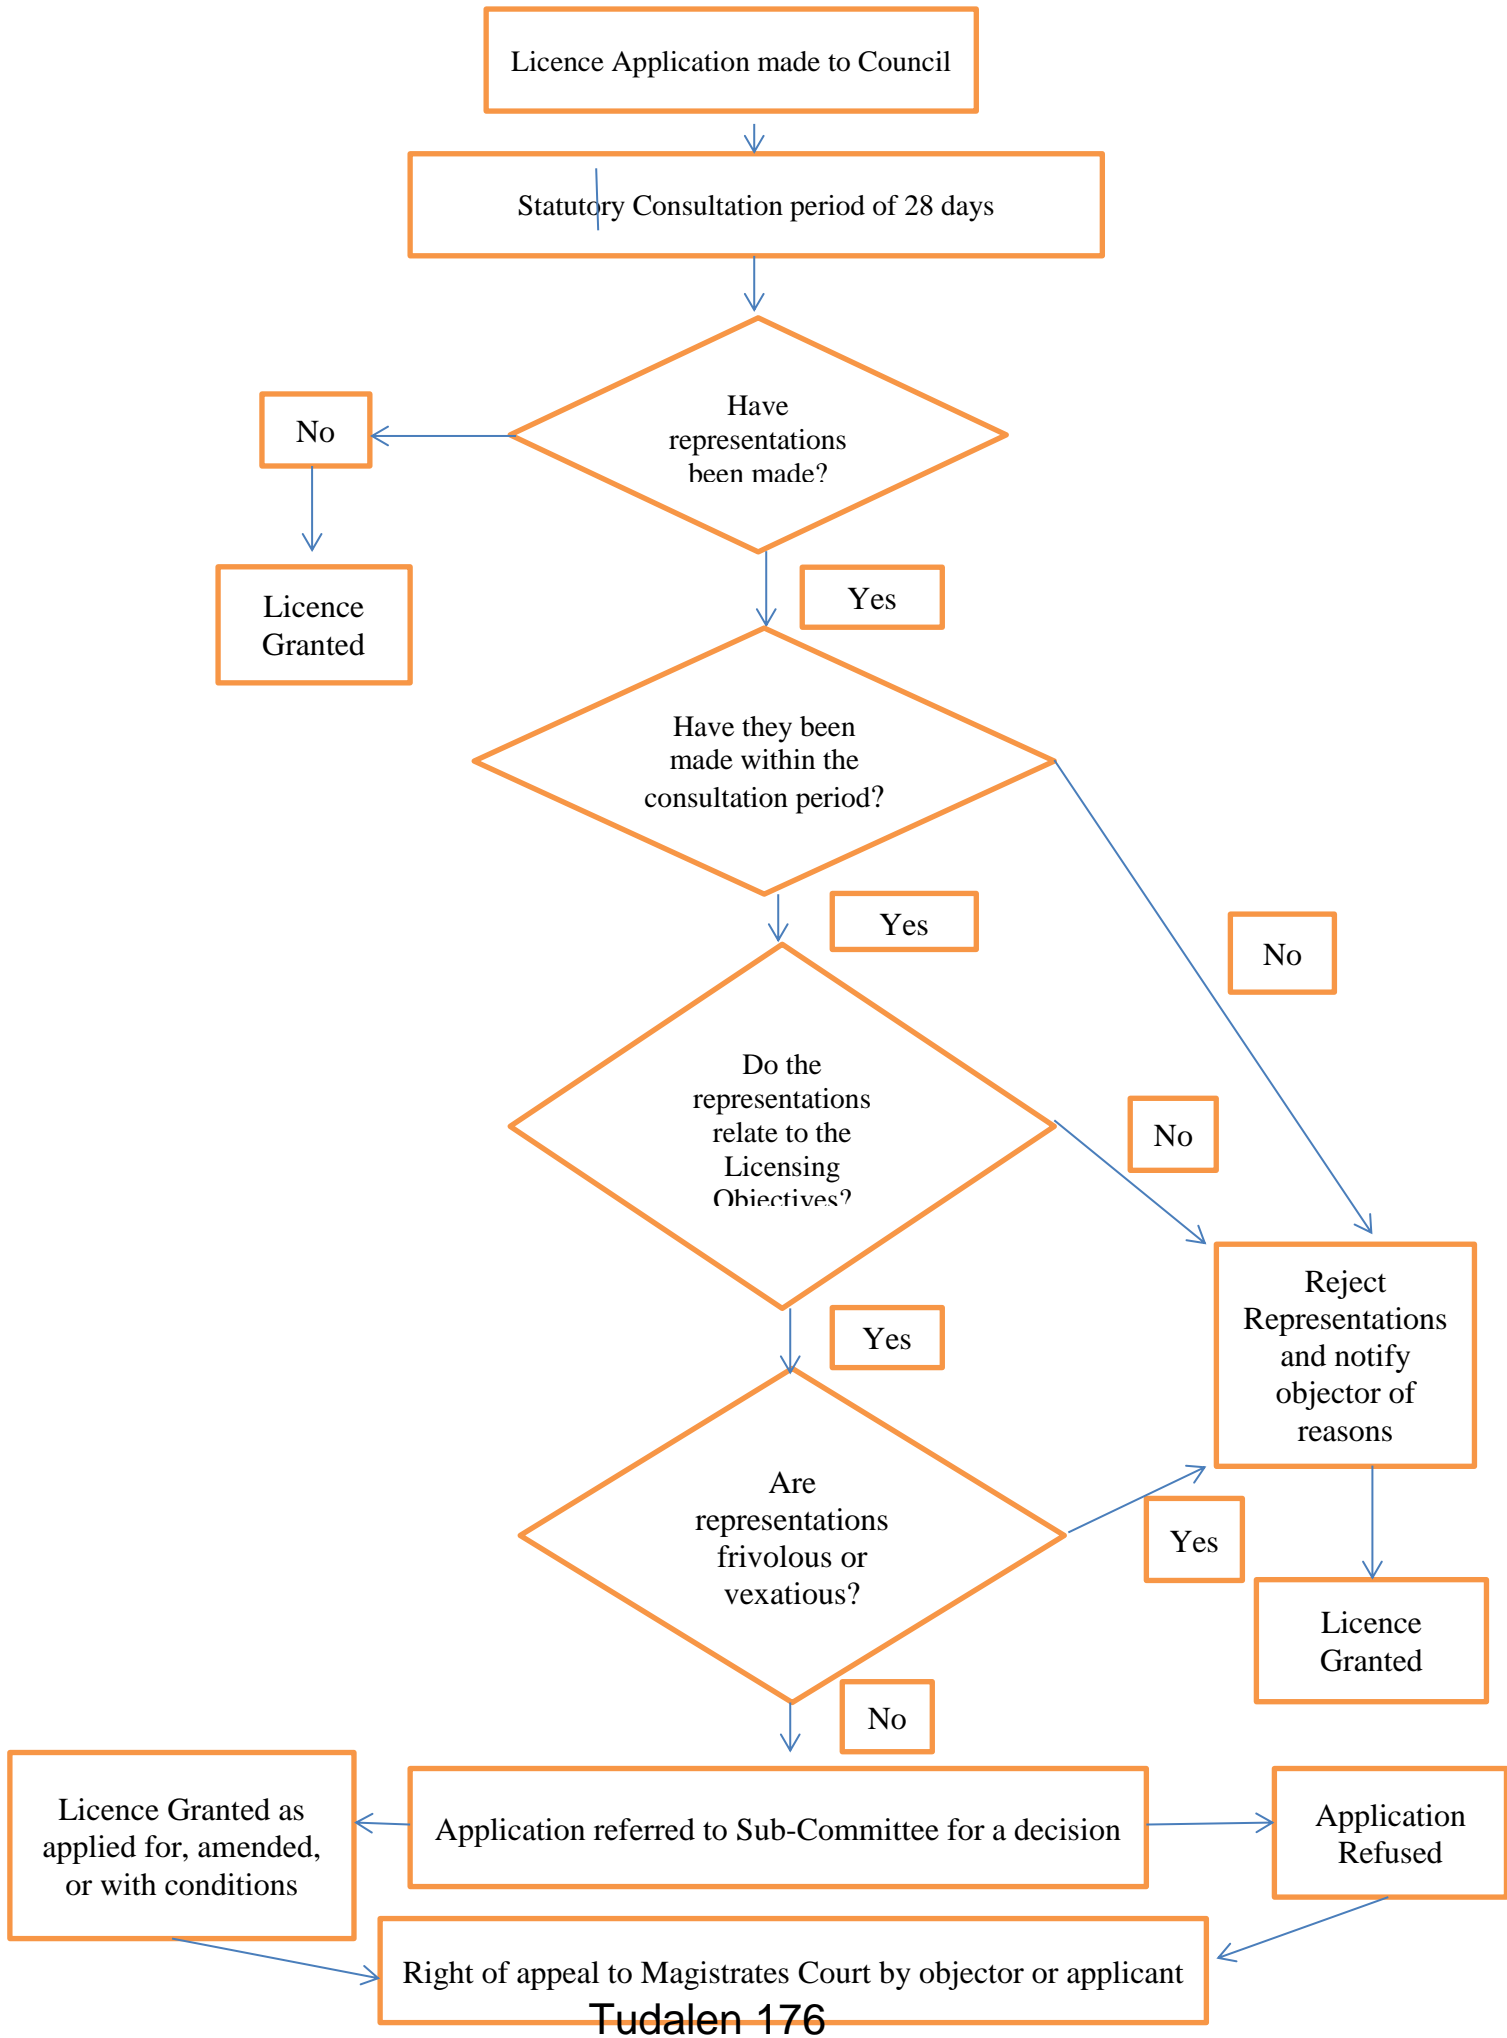 Licence Application made to Council
Statutory Consultation period of 28 days
Have
representations
been made?
No
Licence
Granted
Yes
Have they been
made within the
consultation period?
Yes
No
Do the
representations
relate to the
Licensing
Objectives?
No
Yes
Reject
Representations
and notify
objector of
reasons
Are
representations
frivolous or
vexatious?
Yes
Licence
Granted
No
Licence Granted as
applied for, amended,
or with conditions
Application referred to Sub-Committee for a decision
Application
Refused
Right of appeal to Magistrates Court by objector or applicant
Tudalen 176